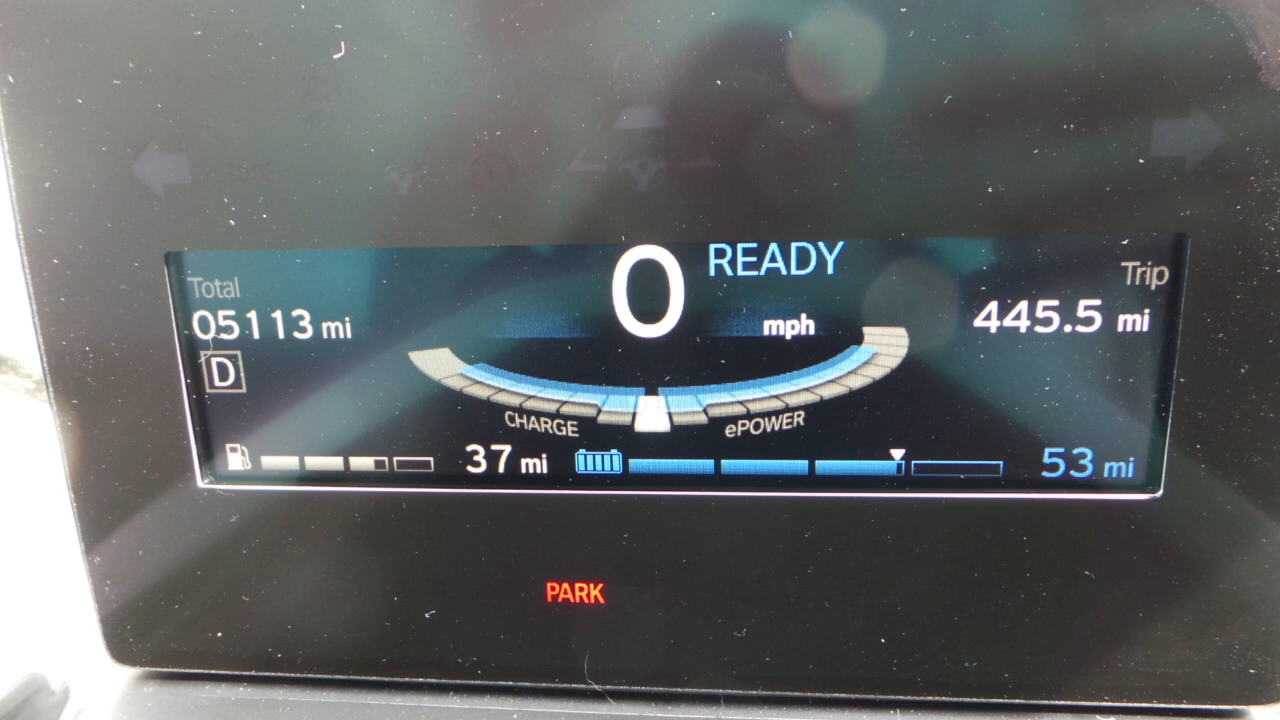 READY
0
mph
Total
05113 mi
Trip
445.5 mi
D
CHARGE
ePOWER
37 mi
53 mi
PARK